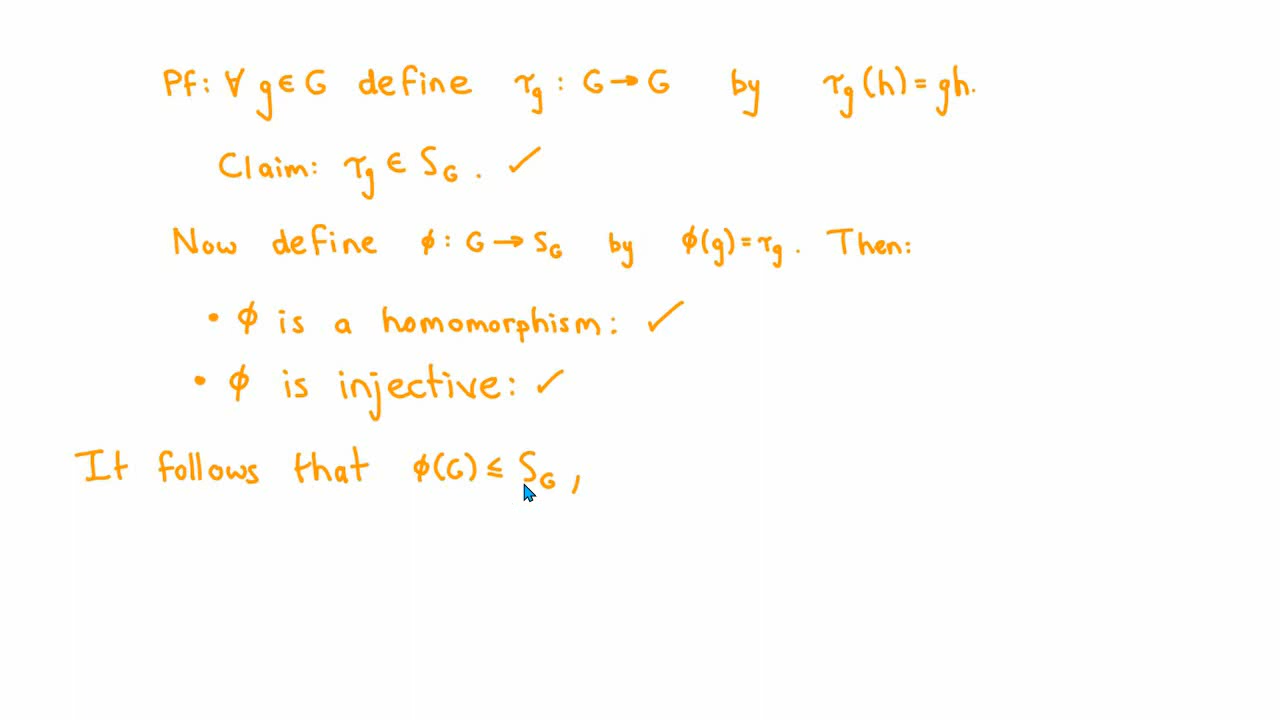 Pf: ∀ g ∈ G define τ_g : G → G by τ_g(h) = gh.
Claim: τ_g ∈ S_G. ✓
Now define ϕ : G → S_G by ϕ(g) = τ_g. Then:
• ϕ is a homomorphism: ✓
• ϕ is injective: ✓
It follows that ϕ(G) ≤ S_G,